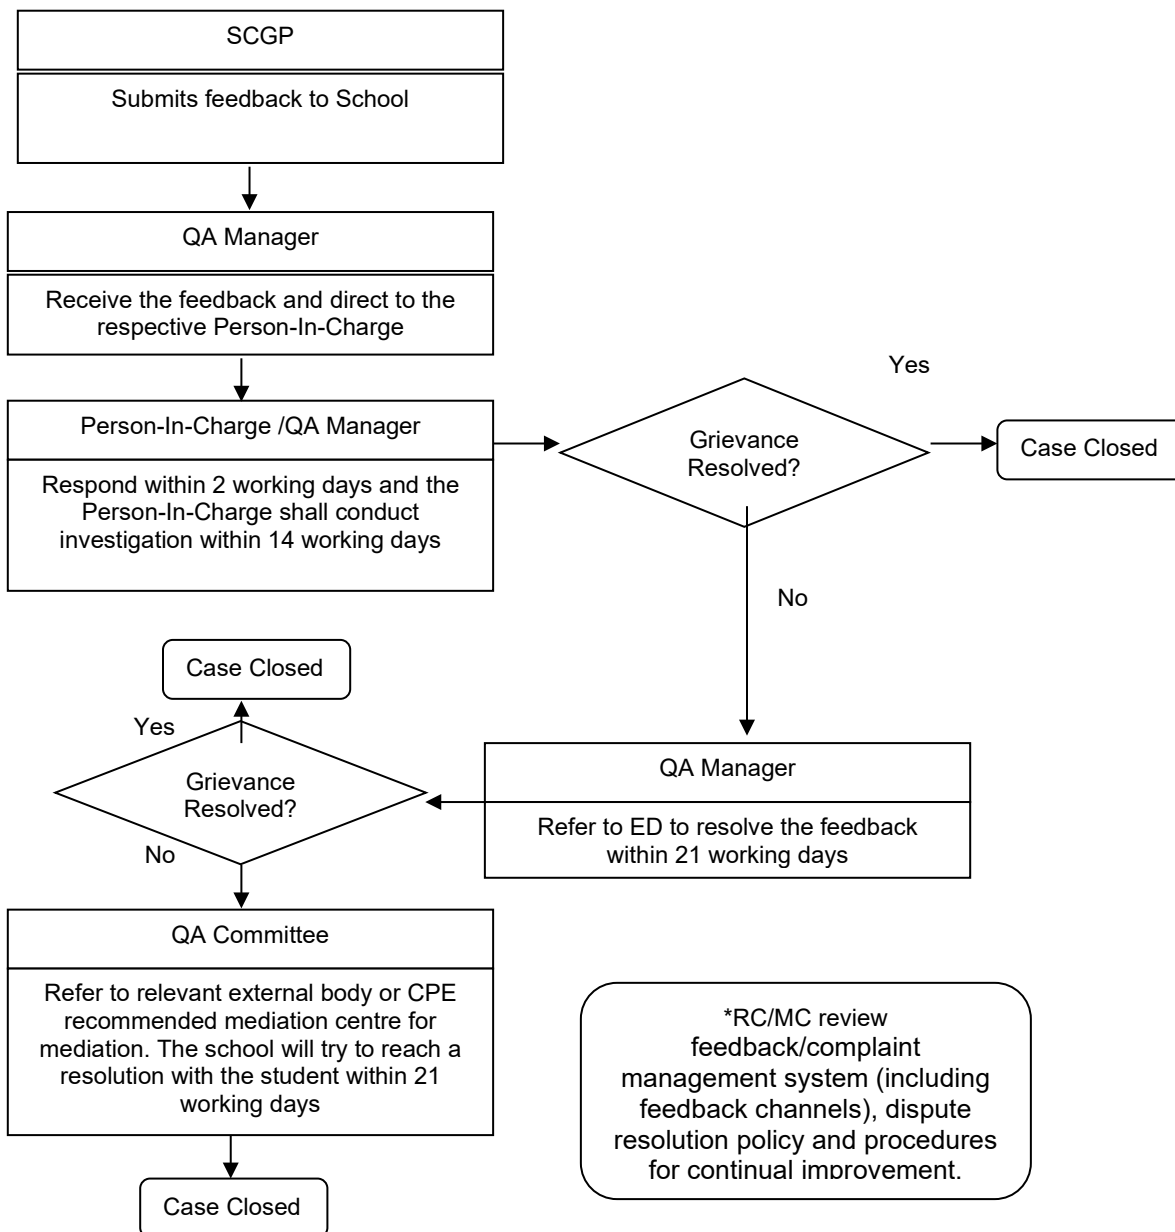 SCGP
Submits feedback to School
QA Manager
Receive the feedback and direct to the
respective Person-In-Charge
Person-In-Charge /QA Manager
Respond within 2 working days and the
Person-In-Charge shall conduct
investigation within 14 working days
Grievance
Resolved?
Yes
Case Closed
No
QA Manager
Refer to ED to resolve the feedback
within 21 working days
Grievance
Resolved?
Yes
Case Closed
No
QA Committee
Refer to relevant external body or CPE
recommended mediation centre for
mediation. The school will try to reach a
resolution with the student within 21
working days
Case Closed
*RC/MC review
feedback/complaint
management system (including
feedback channels), dispute
resolution policy and procedures
for continual improvement.